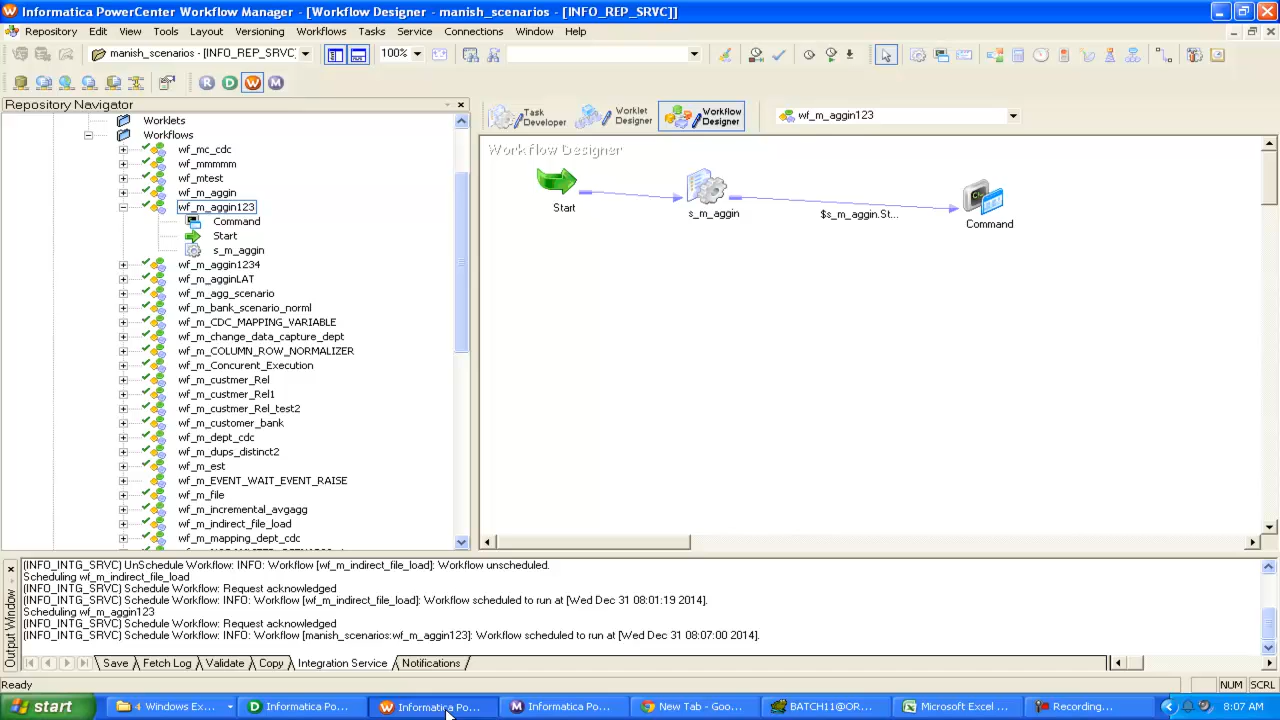 Informatica PowerCenter Workflow Manager - [Workflow Designer - manish_scenarios - [INFO_REP_SRVC]]
Repository Edit View Tools Layout Versioning Workflows Tasks Service Connections Window Help
manish_scenarios - (INFO_REP_SRVC) 100%
R D W M
Repository Navigator
Task Developer Worklet Designer Workflow Designer wf_m_aggin123
Worklets
Workflows
wf_mc_cdc
wf_mmmmm
wf_mtest
wf_m_aggin
wf_m_aggin123
Command
Start
s_m_aggin
wf_m_aggin1234
wf_m_agginLAT
wf_m_agg_scenario
wf_m_bank_scenario_norml
wf_m_CDC_MAPPING_VARIABLE
wf_m_change_data_capture_dept
wf_m_COLUMN_ROW_NORMALIZER
wf_m_Concurent_Execution
wf_m_custmer_Rel
wf_m_custmer_Rel1
wf_m_custmer_Rel_test2
wf_m_customer_bank
wf_m_dept_cdc
wf_m_dups_distinct2
wf_m_est
wf_m_EVENT_WAIT_EVENT_RAISE
wf_m_file
wf_m_incremental_avgagg
wf_m_indirect_file_load
wf_m_mapping_dept_cdc
Workflow Designer
Start
s_m_aggin
$s_m_aggin.St...
Command
Output Window
(INFO_INTG_SRVC) UnSchedule Workflow: INFO: Workflow [wf_m_indirect_file_load]: Workflow unscheduled.
Scheduling wf_m_indirect_file_load
(INFO_INTG_SRVC) Schedule Workflow: Request acknowledged
(INFO_INTG_SRVC) Schedule Workflow: INFO: Workflow [wf_m_indirect_file_load]: Workflow scheduled to run at [Wed Dec 31 08:01:19 2014].
Scheduling wf_m_aggin123
(INFO_INTG_SRVC) Schedule Workflow: Request acknowledged
(INFO_INTG_SRVC) Schedule Workflow: INFO: Workflow [manish_scenarios:wf_m_aggin123]: Workflow scheduled to run at [Wed Dec 31 08:07:00 2014].
Save Fetch Log Validate Copy Integration Service Notifications
Ready NUM SCRL
start 4 Windows Ex... Informatica Po... Informatica Po... Informatica Po... New Tab - Goo... BATCH11@OR... Microsoft Excel ... Recording... 8:07 AM